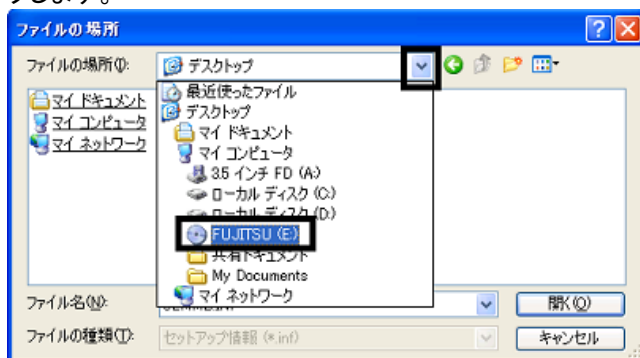 します。
ファイルの場所
ファイルの場所(I):
デスクトップ
マイ ドキュメント
マイ コンピュータ
マイ ネットワーク
最近使ったファイル
デスクトップ
マイ ドキュメント
マイ コンピュータ
3.5 インチ FD (A:)
ローカル ディスク (C:)
ローカル ディスク (D:)
FUJITSU (E:)
共有ドキュメント
My Documents
マイ ネットワーク
ファイル名(N):
開く(O)
ファイルの種類(T):
セットアップ情報 (*.inf)
キャンセル